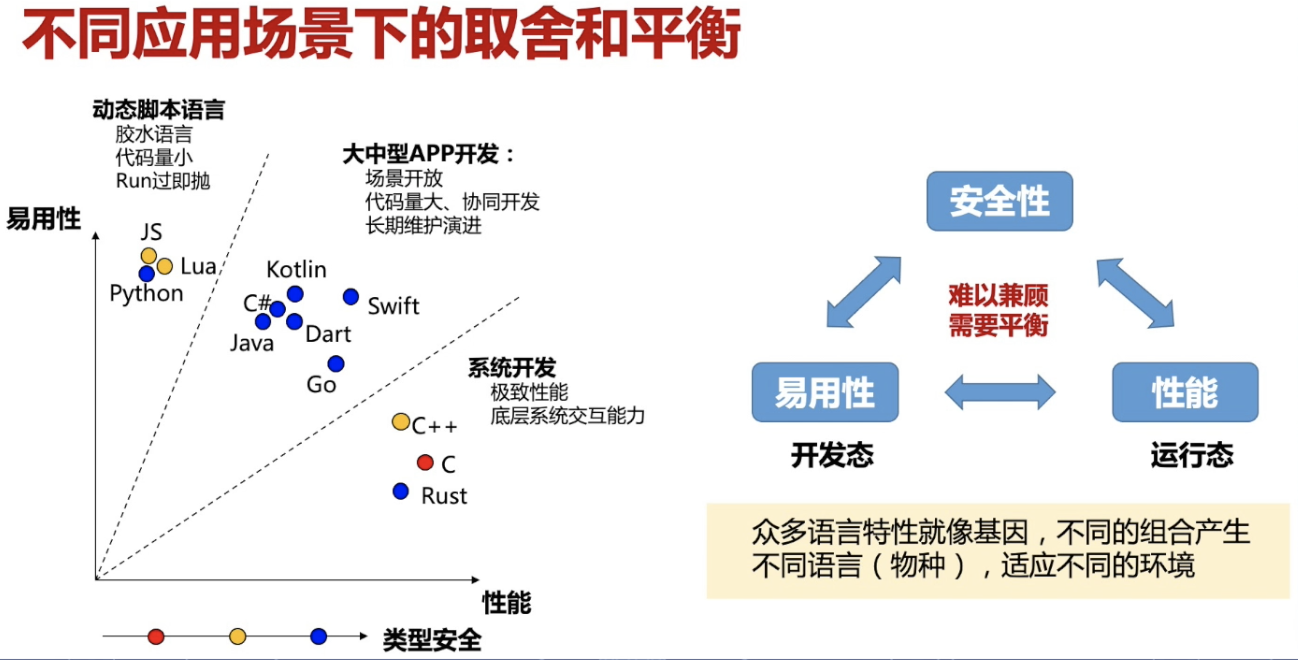 不同应用场景下的取舍和平衡
动态脚本语言
胶水语言
代码量小
Run过即抛
大中型APP开发：
场景开放
代码量大、协同开发
长期维护演进
易用性
JS
Lua
Python
Kotlin
C#
Swift
Java
Dart
Go
系统开发
极致性能
底层系统交互能力
C++
C
Rust
性能
类型安全
安全性
难以兼顾
需要平衡
易用性
性能
开发态
运行态
众多语言特性就像基因，不同的组合产生
不同语言（物种），适应不同的环境